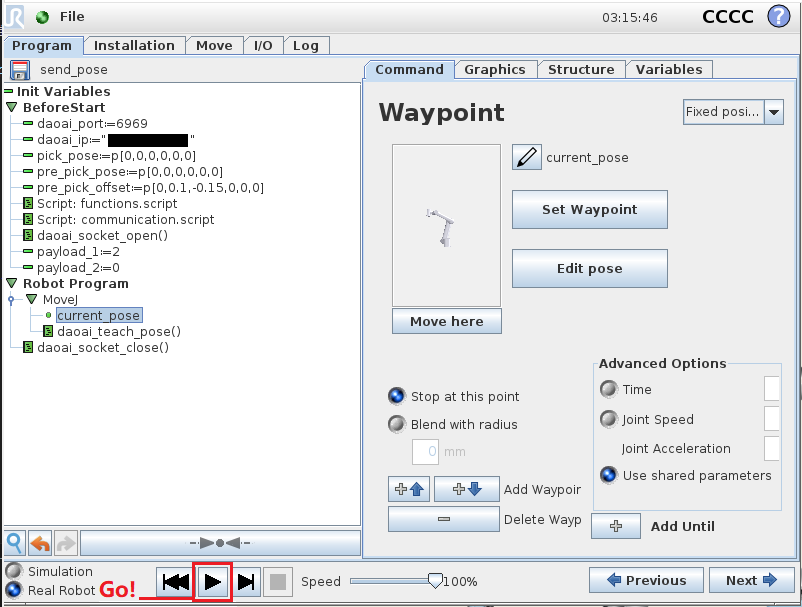 File
03:15:46
CCCC
?
Program
Installation
Move
I/O
Log
send_pose
Command
Graphics
Structure
Variables
Init Variables
BeforeStart
daoai_port:=6969
daoai_ip:=" "
pick_pose:=p[0,0,0,0,0,0]
pre_pick_pose:=p[0,0,0,0,0,0]
pre_pick_offset:=p[0,0.1,-0.15,0,0,0]
Script: functions.script
Script: communication.script
daoai_socket_open()
payload_1:=2
payload_2:=0
Robot Program
MoveJ
current_pose
daoai_teach_pose()
daoai_socket_close()
Waypoint
Fixed posi...
current_pose
Set Waypoint
Edit pose
Move here
Stop at this point
Blend with radius
0 mm
Add Waypoir
Delete Wayp
Advanced Options
Time
Joint Speed
Joint Acceleration
Use shared parameters
Add Until
Simulation
Real Robot
Go!
Speed
100%
Previous
Next